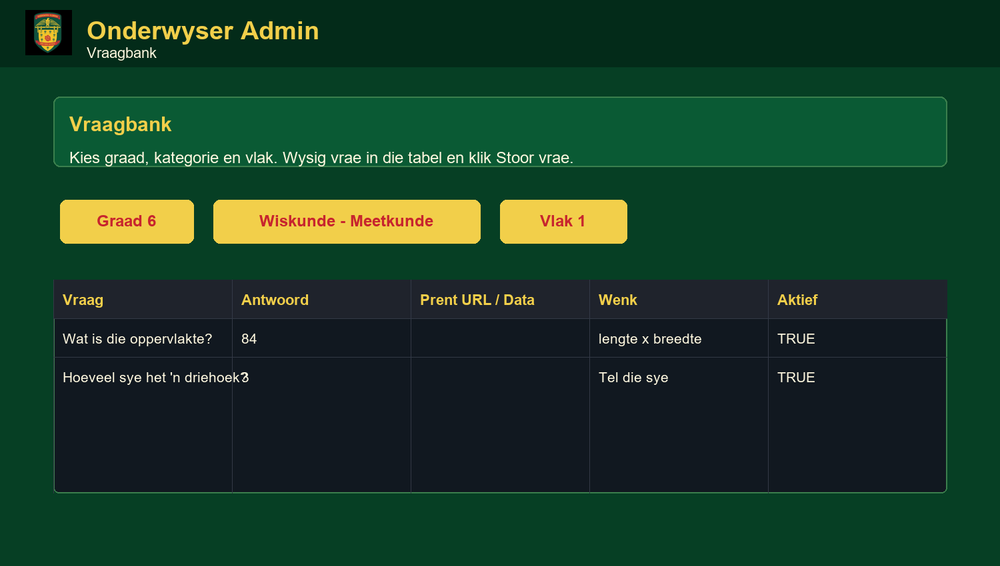 Onderwyser Admin
Vraagbank
Vraagbank
Kies graad, kategorie en vlak. Wysig vrae in die tabel en klik Stoor vrae.
Graad 6
Wiskunde - Meetkunde
Vlak 1
Vraag Antwoord Prent URL / Data Wenk Aktief
Wat is die oppervlakte? 84 lengte x breedte TRUE
Hoeveel sye het 'n driehoek? 3 Tel die sye TRUE